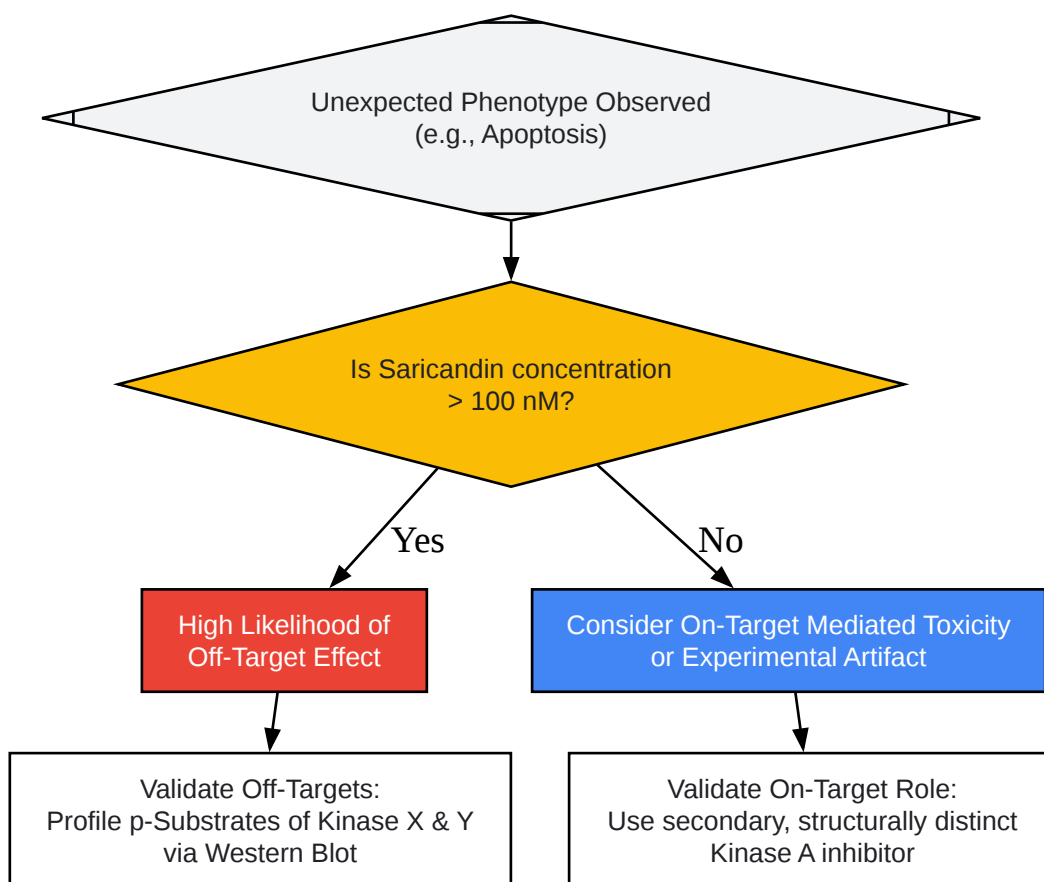 Unexpected Phenotype Observed
(e.g., Apoptosis)
Is Saricandin concentration
> 100 nM?
Yes
No
High Likelihood of
Off-Target Effect
Consider On-Target Mediated Toxicity
or Experimental Artifact
Validate Off-Targets:
Profile p-Substrates of Kinase X & Y
via Western Blot
Validate On-Target Role:
Use secondary, structurally distinct
Kinase A inhibitor